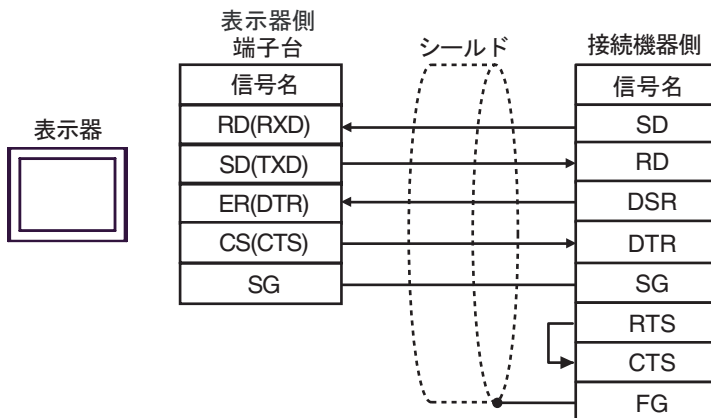 表示器側
端子台
シールド
接続機器側
信号名
信号名
表示器
RD(RXD)
SD
SD(TXD)
RD
ER(DTR)
DSR
CS(CTS)
DTR
SG
SG
RTS
CTS
FG